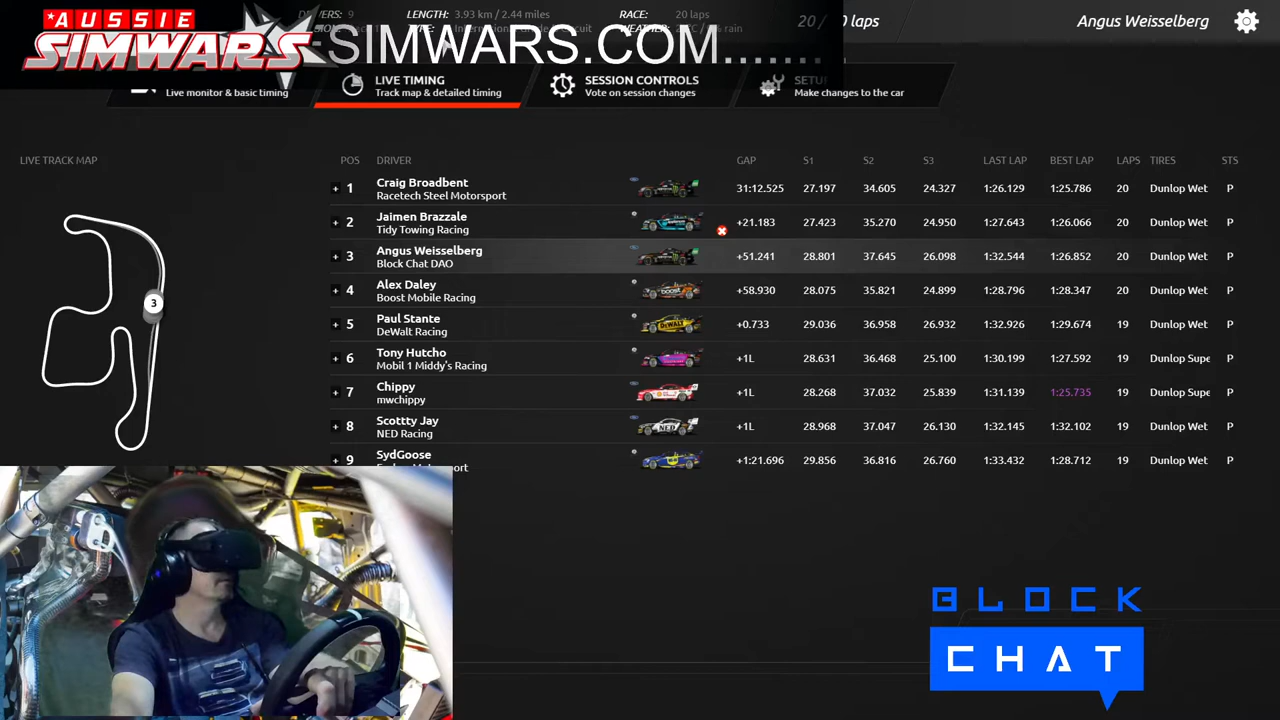 *AUSSIE
SIMWARS
-SIMWARS.COM.......
DRIVERS: 9
LENGTH: 3.93 km / 2.44 miles
RACE: 20 laps
20 / 20 laps
Angus Weisselberg
Live monitor & basic timing
LIVE TIMING
Track map & detailed timing
SESSION CONTROLS
Vote on session changes
SETUP
Make changes to the car
LIVE TRACK MAP
3
POS DRIVER GAP S1 S2 S3 LAST LAP BEST LAP LAPS TIRES STS
+ 1 Craig Broadbent 31:12.525 27.197 34.605 24.327 1:26.129 1:25.786 20 Dunlop Wet P
Racetech Steel Motorsport
+ 2 Jaimen Brazzale +21.183 27.423 35.270 24.950 1:27.643 1:26.066 20 Dunlop Wet P
Tidy Towing Racing
+ 3 Angus Weisselberg +51.241 28.801 37.645 26.098 1:32.544 1:26.852 20 Dunlop Wet P
Block Chat DAO
+ 4 Alex Daley +58.930 28.075 35.821 24.899 1:28.796 1:28.347 20 Dunlop Wet P
Boost Mobile Racing
+ 5 Paul Stante +0.733 29.036 36.958 26.932 1:32.926 1:29.674 19 Dunlop Wet P
DeWalt Racing
+ 6 Tony Hutcho +1L 28.631 36.468 25.100 1:30.199 1:27.592 19 Dunlop Supe P
Mobil 1 Middy's Racing
+ 7 Chippy +1L 28.268 37.032 25.839 1:31.139 1:25.735 19 Dunlop Supe P
mwchippy
+ 8 Scottty Jay +1L 28.968 37.047 26.130 1:32.145 1:32.102 19 Dunlop Wet P
NED Racing
+ 9 SydGoose +1:21.696 29.856 36.816 26.760 1:33.432 1:28.712 19 Dunlop Wet P
BLOCK
CHAT